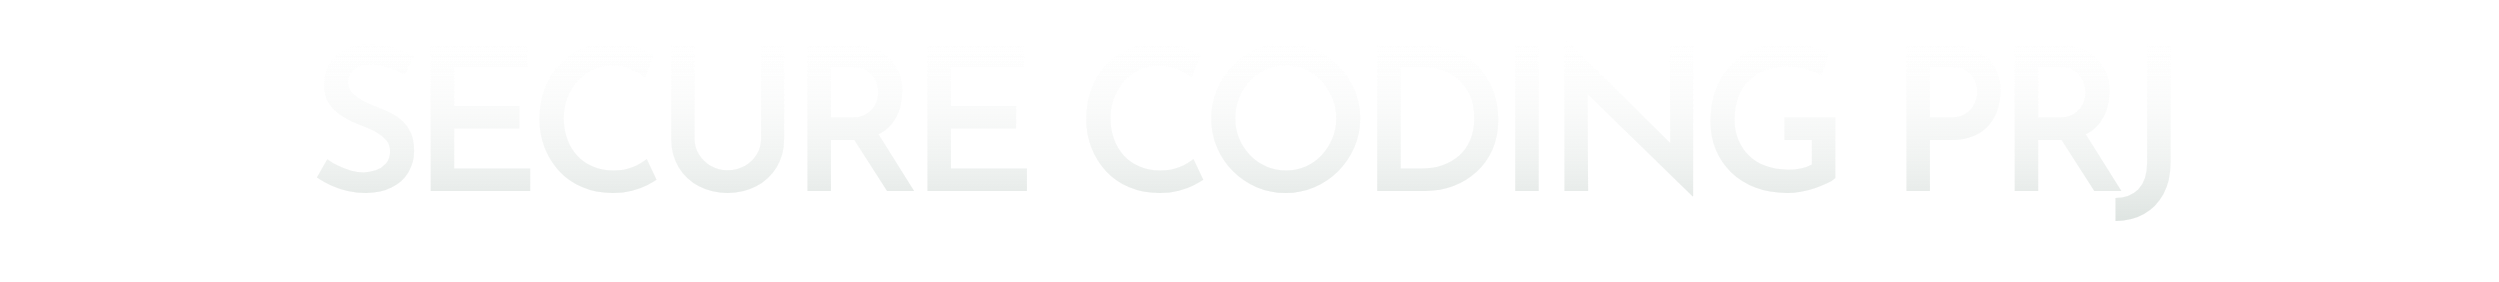 SECURE CODING PRJ